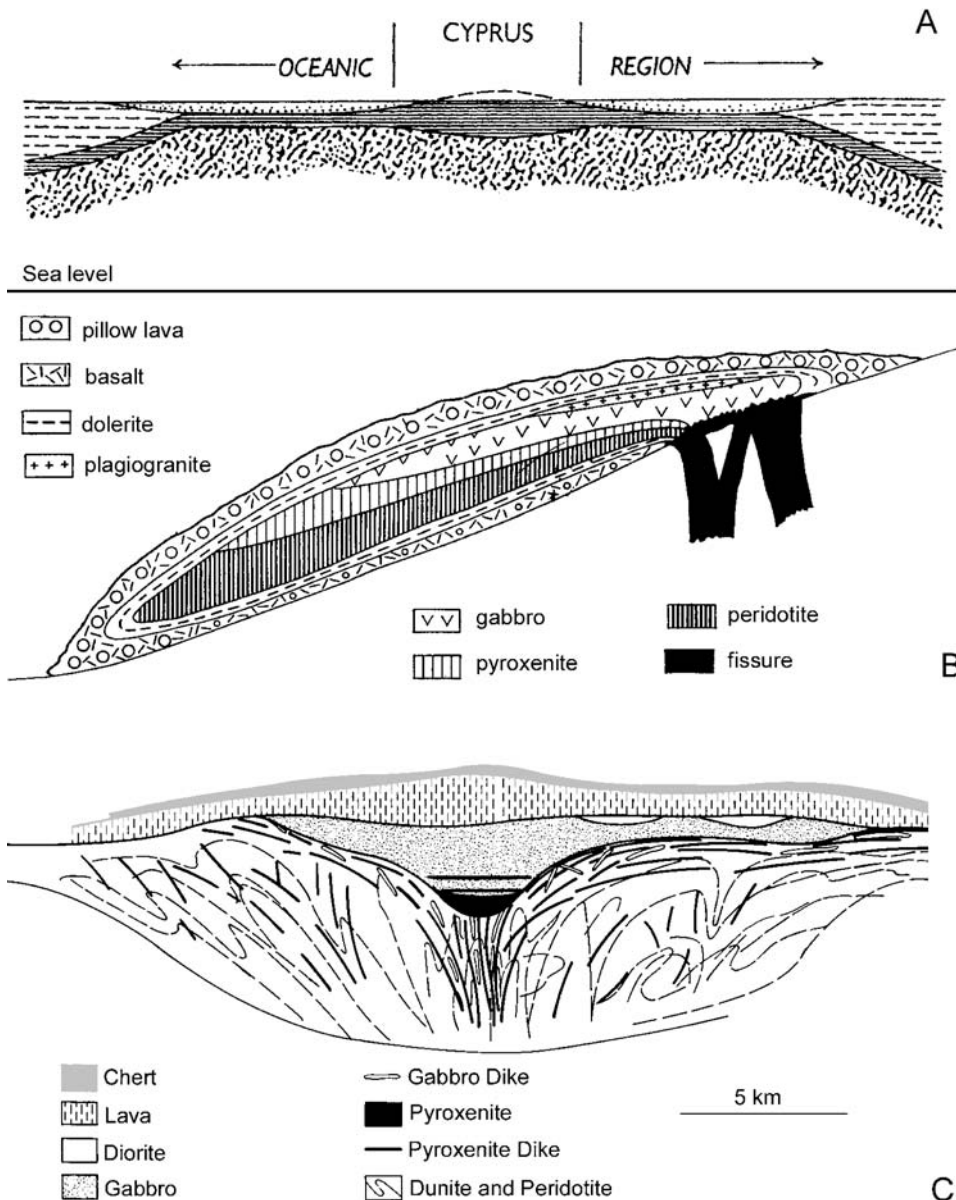 A
CYPRUS
OCEANIC
REGION
Sea level
pillow lava
basalt
dolerite
plagiogranite
gabbro
peridotite
pyroxenite
fissure
B
Chert
Gabbro Dike
Lava
Pyroxenite
5 km
Diorite
Pyroxenite Dike
Gabbro
Dunite and Peridotite
C